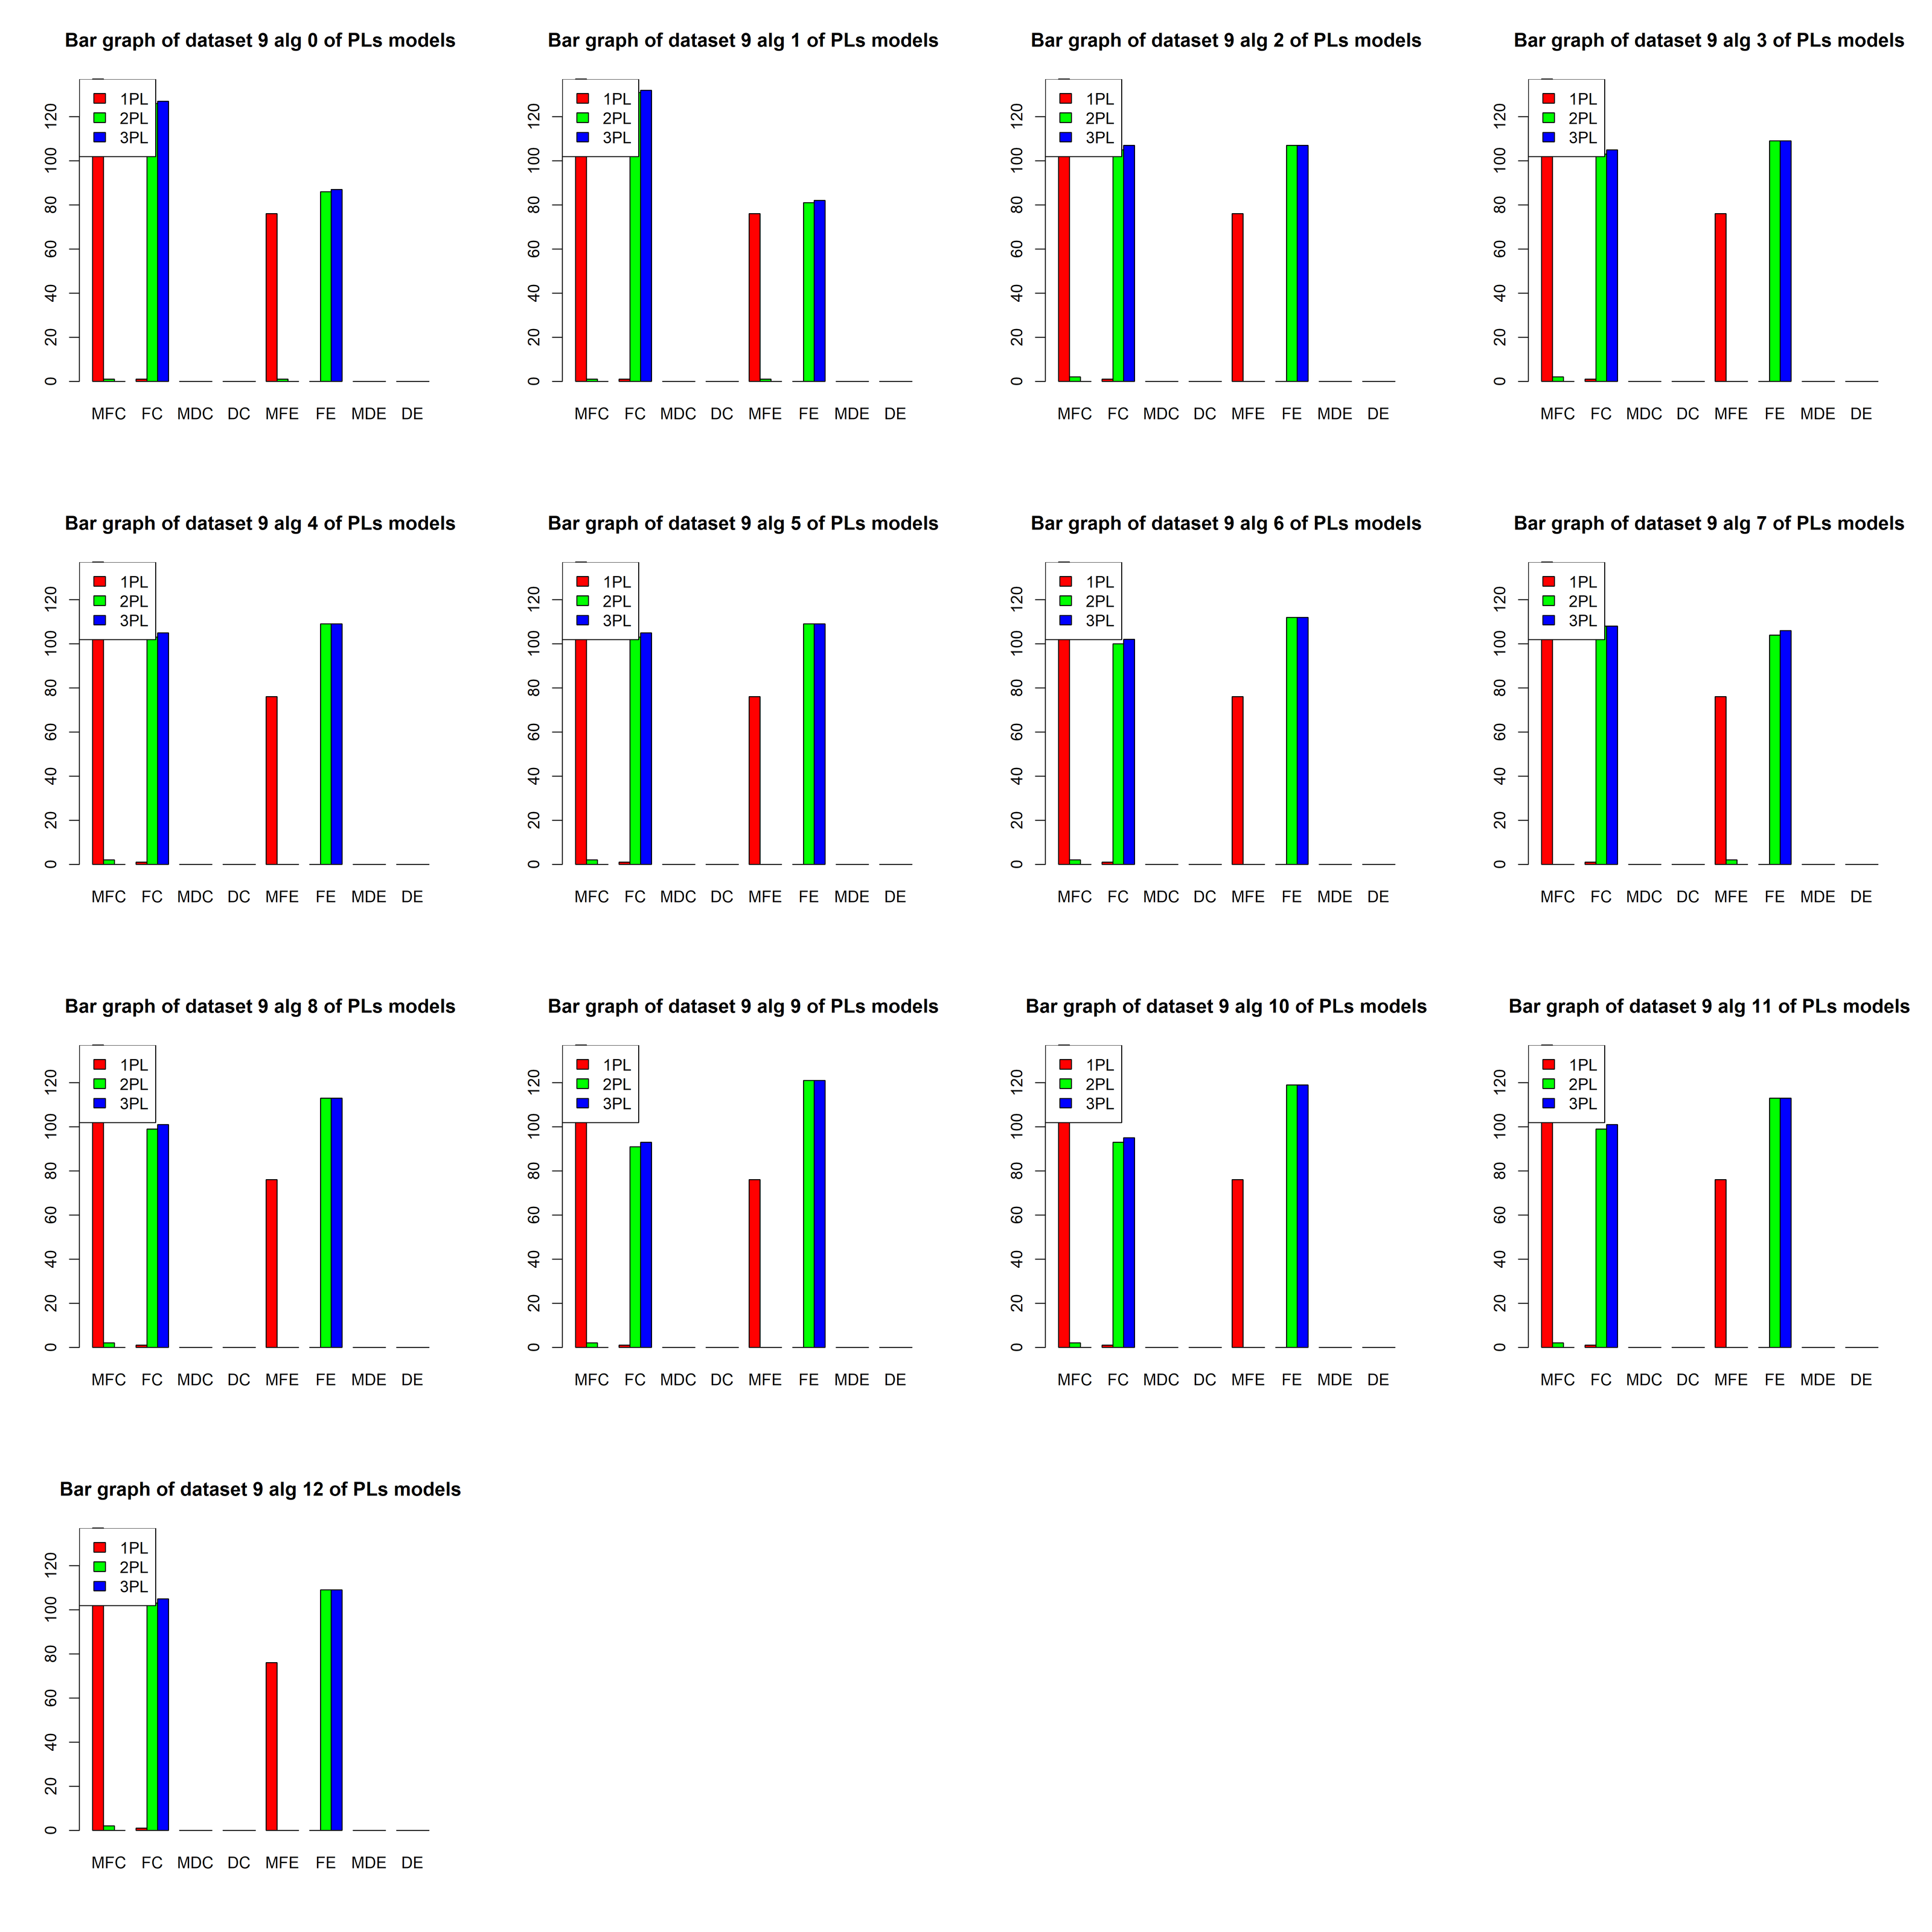 Bar graph of dataset 9 alg 0 of PLs models
1PL
2PL
3PL
0 20 40 60 80 100 120
MFC FC MDC DC MFE FE MDE DE
Bar graph of dataset 9 alg 1 of PLs models
1PL
2PL
3PL
0 20 40 60 80 100 120
MFC FC MDC DC MFE FE MDE DE
Bar graph of dataset 9 alg 2 of PLs models
1PL
2PL
3PL
0 20 40 60 80 100 120
MFC FC MDC DC MFE FE MDE DE
Bar graph of dataset 9 alg 3 of PLs models
1PL
2PL
3PL
0 20 40 60 80 100 120
MFC FC MDC DC MFE FE MDE DE
Bar graph of dataset 9 alg 4 of PLs models
1PL
2PL
3PL
0 20 40 60 80 100 120
MFC FC MDC DC MFE FE MDE DE
Bar graph of dataset 9 alg 5 of PLs models
1PL
2PL
3PL
0 20 40 60 80 100 120
MFC FC MDC DC MFE FE MDE DE
Bar graph of dataset 9 alg 6 of PLs models
1PL
2PL
3PL
0 20 40 60 80 100 120
MFC FC MDC DC MFE FE MDE DE
Bar graph of dataset 9 alg 7 of PLs models
1PL
2PL
3PL
0 20 40 60 80 100 120
MFC FC MDC DC MFE FE MDE DE
Bar graph of dataset 9 alg 8 of PLs models
1PL
2PL
3PL
0 20 40 60 80 100 120
MFC FC MDC DC MFE FE MDE DE
Bar graph of dataset 9 alg 9 of PLs models
1PL
2PL
3PL
0 20 40 60 80 100 120
MFC FC MDC DC MFE FE MDE DE
Bar graph of dataset 9 alg 10 of PLs models
1PL
2PL
3PL
0 20 40 60 80 100 120
MFC FC MDC DC MFE FE MDE DE
Bar graph of dataset 9 alg 11 of PLs models
1PL
2PL
3PL
0 20 40 60 80 100 120
MFC FC MDC DC MFE FE MDE DE
Bar graph of dataset 9 alg 12 of PLs models
1PL
2PL
3PL
0 20 40 60 80 100 120
MFC FC MDC DC MFE FE MDE DE